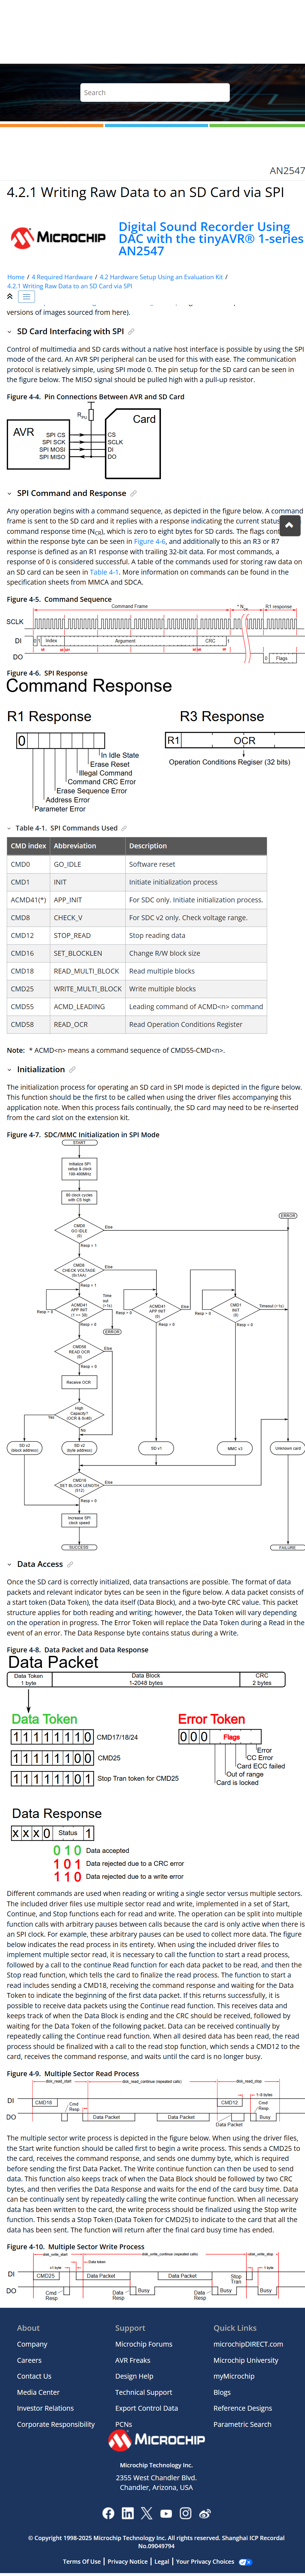 Search
AN2547
4.2.1 Writing Raw Data to an SD Card via SPI
MICROCHIP
Digital Sound Recorder Using
DAC with the tinyAVR® 1-series
AN2547
Home / 4 Required Hardware / 4.2 Hardware Setup Using an Evaluation Kit /
4.2.1 Writing Raw Data to an SD Card via SPI
versions of images sourced from here).
SD Card Interfacing with SPI
Control of multimedia and SD cards without a native host interface is possible by using the SPI
mode of the card. An AVR SPI peripheral can be used for this with ease. The communication
protocol is relatively simple, using SPI mode 0. The pin setup for the SD card can be seen in
the figure below. The MISO signal should be pulled high with a pull-up resistor.
Figure 4-4. Pin Connections Between AVR and SD Card
RPU
Card
AVR
SPI CS
SPI SCK
SPI MOSI
SPI MISO
CS
SCLK
DI
DO
SPI Command and Response
Any operation begins with a command sequence, as depicted in the figure below. A command
frame is sent to the SD card and it replies with a response indicating the current status
command response time (NCR), which is zero to eight bytes for SD cards. The flags
within the response byte can be seen in Figure 4-6, and additionally to this an R3 or R7
response is defined as an R1 response with trailing 32-bit data. For most commands, a
response of 0 is considered successful. A table of the commands used for storing raw data on
an SD card can be seen in Table 4-1. More information on commands can be found in the
specification sheets from MMCA and SDCA.
Figure 4-5. Command Sequence
Command Frame
R1 response
SCLK
DI
0 1 Index
Argument
CRC
1
DO
0 Flags
Figure 4-6. SPI Response
Command Response
R1 Response
0
In Idle State
Erase Reset
Illegal Command
Command CRC Error
Erase Sequence Error
Address Error
Parameter Error
R3 Response
R1
OCR
Operation Conditions Regiser (32 bits)
Table 4-1. SPI Commands Used
CMD index Abbreviation Description
CMD0 GO_IDLE Software reset
CMD1 INIT Initiate initialization process
ACMD41(*) APP_INIT For SDC only. Initiate initialization process.
CMD8 CHECK_V For SDC v2 only. Check voltage range.
CMD12 STOP_READ Stop reading data
CMD16 SET_BLOCKLEN Change R/W block size
CMD18 READ_MULTI_BLOCK Read multiple blocks
CMD25 WRITE_MULTI_BLOCK Write multiple blocks
CMD55 ACMD_LEADING Leading command of ACMD<n> command
CMD58 READ_OCR Read Operation Conditions Register
Note: * ACMD<n> means a command sequence of CMD55-CMD<n>.
Initialization
The initialization process for operating an SD card in SPI mode is depicted in the figure below.
This function should be the first to be called when using the driver files accompanying this
application note. When this process fails continually, the SD card may need to be re-inserted
from the card slot on the extension kit.
Figure 4-7. SDC/MMC Initialization in SPI Mode
START
Initialize SPI
setup & clock
100-400MHz
80 clock cycles
with CS high
ERROR
CMD0
GO IDLE
(0)
Else
Resp = 1
CMD8
CHECK VOLTAGE
(0x1AA)
Else
Resp = 1
ACMD41
APP INIT
(1 << 30)
Time
out
(>1s)
Resp = 0
ERROR
ACMD41
APP INIT
(0)
Else
Resp = 0
CMD1
INIT
(0)
Timeout (>1s)
Resp = 0
Resp = 0
Resp = 0
CMD58
READ OCR
(0)
Else
Resp = 0
Receive OCR
High
Capacity?
(OCR & 0x40)
Yes
No
SD v2
(block address)
SD v2
(byte address)
SD v1
MMC v3
Unknown card
CMD16
SET BLOCK LENGTH
(512)
Else
Resp = 0
Increase SPI
clock speed
SUCCESS
FAILURE
Data Access
Once the SD card is correctly initialized, data transactions are possible. The format of data
packets and relevant indicator bytes can be seen in the figure below. A data packet consists of
a start token (Data Token), the data itself (Data Block), and a two-byte CRC value. This packet
structure applies for both reading and writing; however, the Data Token will vary depending
on the operation in progress. The Error Token will replace the Data Token during a Read in the
event of an error. The Data Response byte contains status during a Write.
Figure 4-8. Data Packet and Data Response
Data Packet
Data Token
1 byte
Data Block
1-2048 bytes
CRC
2 bytes
Data Token
1 1 1 1 1 1 1 0 CMD17/18/24
1 1 1 1 1 1 0 0 CMD25
1 1 1 1 1 1 0 1 Stop Tran token for CMD25
Error Token
0 0 0 Flags
Error
CC Error
Card ECC failed
Out of range
Card is locked
Data Response
x x x 0 Status 1
0 1 0 Data accepted
1 0 1 Data rejected due to a CRC error
1 1 0 Data rejected due to a write error
Different commands are used when reading or writing a single sector versus multiple sectors.
The included driver files use multiple sector read and write, implemented in a set of Start,
Continue, and Stop functions each for read and write. The operation can be split into multiple
function calls with arbitrary pauses between calls because the card is only active when there is
an SPI clock. For example, these arbitrary pauses can be used to collect more data. The figure
below indicates the read process in its entirety. When using the included driver files to
implement multiple sector read, it is necessary to call the function to start a read process,
followed by a call to the continue Read function for each data packet to be read, and then the
Stop read function, which tells the card to finalize the read process. The function to start a
read includes sending a CMD18, receiving the command response and waiting for the Data
Token to indicate the beginning of the first data packet. If this returns successfully, it is
possible to receive data packets using the Continue read function. This receives data and
keeps track of when the Data Block is ending and the CRC should be received, followed by
waiting for the Data Token of the following packet. Data can be received continually by
repeatedly calling the Continue read function. When all desired data has been read, the read
process should be finalized with a call to the read stop function, which sends a CMD12 to the
card, receives the command response, and waits until the card is no longer busy.
Figure 4-9. Multiple Sector Read Process
disk_read_start
disk_read_continue (repeated calls)
disk_read_stop
1-8 bytes
DI
CMD18
CMD12
Cmd
Resp
Cmd
Resp.
DO
Data Packet
Data Packet
Busy
Data Packet
The multiple sector write process is depicted in the figure below. When using the driver files,
the Start write function should be called first to begin a write process. This sends a CMD25 to
the card, receives the command response, and sends one dummy byte, which is required
before sending the first Data Packet. The Write continue function can then be used to send
data. This function also keeps track of when the Data Block should be followed by two CRC
bytes, and then verifies the Data Response and waits for the end of the card busy time. Data
can be continually sent by repeatedly calling the write continue function. When all necessary
data has been written to the card, the write process should be finalized using the Stop write
function. This sends a Stop Token (Data Token for CMD25) to indicate to the card that all the
data has been sent. The function will return after the final card busy time has ended.
Figure 4-10. Multiple Sector Write Process
disk_write_start
disk_write_continue (repeated calls)
disk_write_stop
>1 byte
Data token
1 byte
DI
CMD25
Data Packet
Data Packet
Stop
Tran
DO
Cmd
Resp
Data
Resp
Busy
Data
Resp
Busy
Busy
About
Company
Careers
Contact Us
Media Center
Investor Relations
Corporate Responsibility
Support
Microchip Forums
AVR Freaks
Design Help
Technical Support
Export Control Data
PCNs
Quick Links
microchipDIRECT.com
Microchip University
myMicrochip
Blogs
Reference Designs
Parametric Search
MICROCHIP
Microchip Technology Inc.
2355 West Chandler Blvd.
Chandler, Arizona, USA
© Copyright 1998-2025 Microchip Technology Inc. All rights reserved. Shanghai ICP Recordal
No.09049794
Terms Of Use | Privacy Notice | Legal | Your Privacy Choices